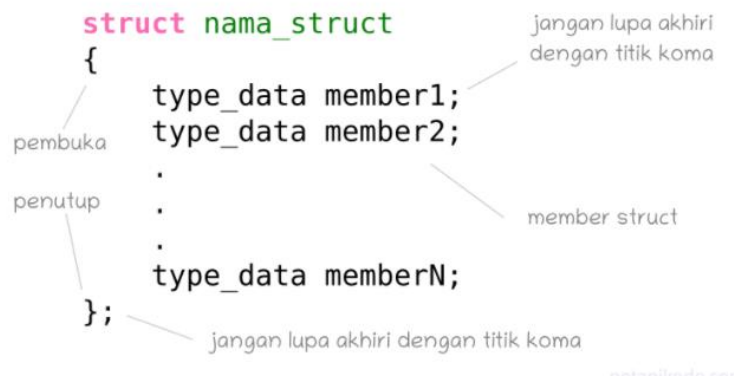 struct nama_struct
jangan lupa akhiri
dengan titik koma
{
type_data member1;
pembuka
type_data member2;
.
penutup
.
member struct
.
type_data memberN;
};
jangan lupa akhiri dengan titik koma